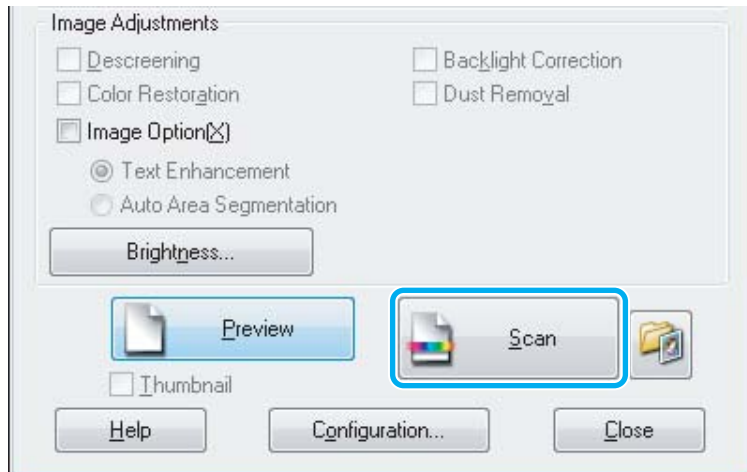 Image Adjustments
Descreening Backlight Correction
Color Restoration Dust Removal
Image Option(X)
Text Enhancement
Auto Area Segmentation
Brightness...
Preview Scan
Thumbnail
Help Configuration... Close